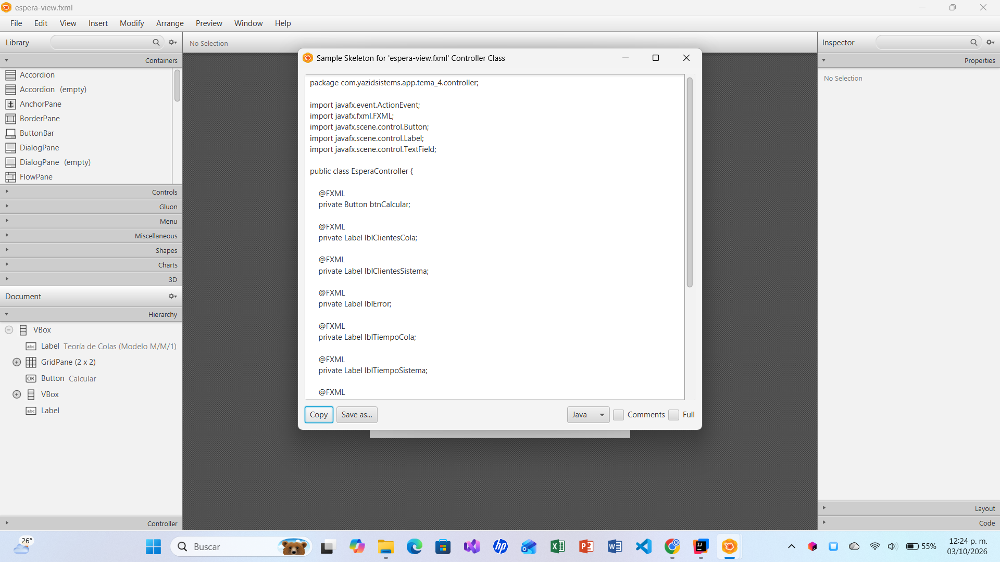 espera-view.fxml
File Edit View Insert Modify Arrange Preview Window Help
Library
No Selection
Inspector
Containers
Accordion
Accordion (empty)
AnchorPane
BorderPane
ButtonBar
DialogPane
DialogPane (empty)
FlowPane
Controls
Gluon
Menu
Miscellaneous
Shapes
Charts
3D
Document
Hierarchy
VBox
Label Teoría de Colas (Modelo M/M/1)
GridPane (2 x 2)
OK Button Calcular
VBox
abc Label
Controller
Sample Skeleton for 'espera-view.fxml' Controller Class
package com.yazidsistems.app.tema_4.controller;
import javafx.event.ActionEvent;
import javafx.fxml.FXML;
import javafx.scene.control.Button;
import javafx.scene.control.Label;
import javafx.scene.control.TextField;
public class EsperaController {
@FXML
private Button btnCalcular;
@FXML
private Label lblClientesCola;
@FXML
private Label lblClientesSistema;
@FXML
private Label lblError;
@FXML
private Label lblTiempoCola;
@FXML
private Label lblTiempoSistema;
@FXML
Copy Save as... Java Comments Full
Properties
No Selection
Layout
Code
26°
Buscar
55%
12:24 p. m.
03/10/2026